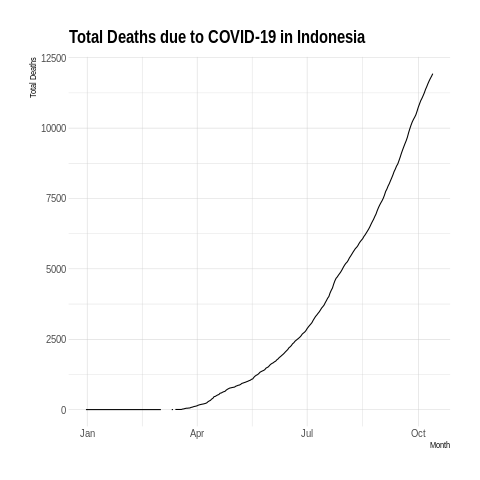 Total Deaths due to COVID-19 in Indonesia
Total Deaths
12500
10000
7500
5000
2500
0
Jan Apr Jul Oct
Month